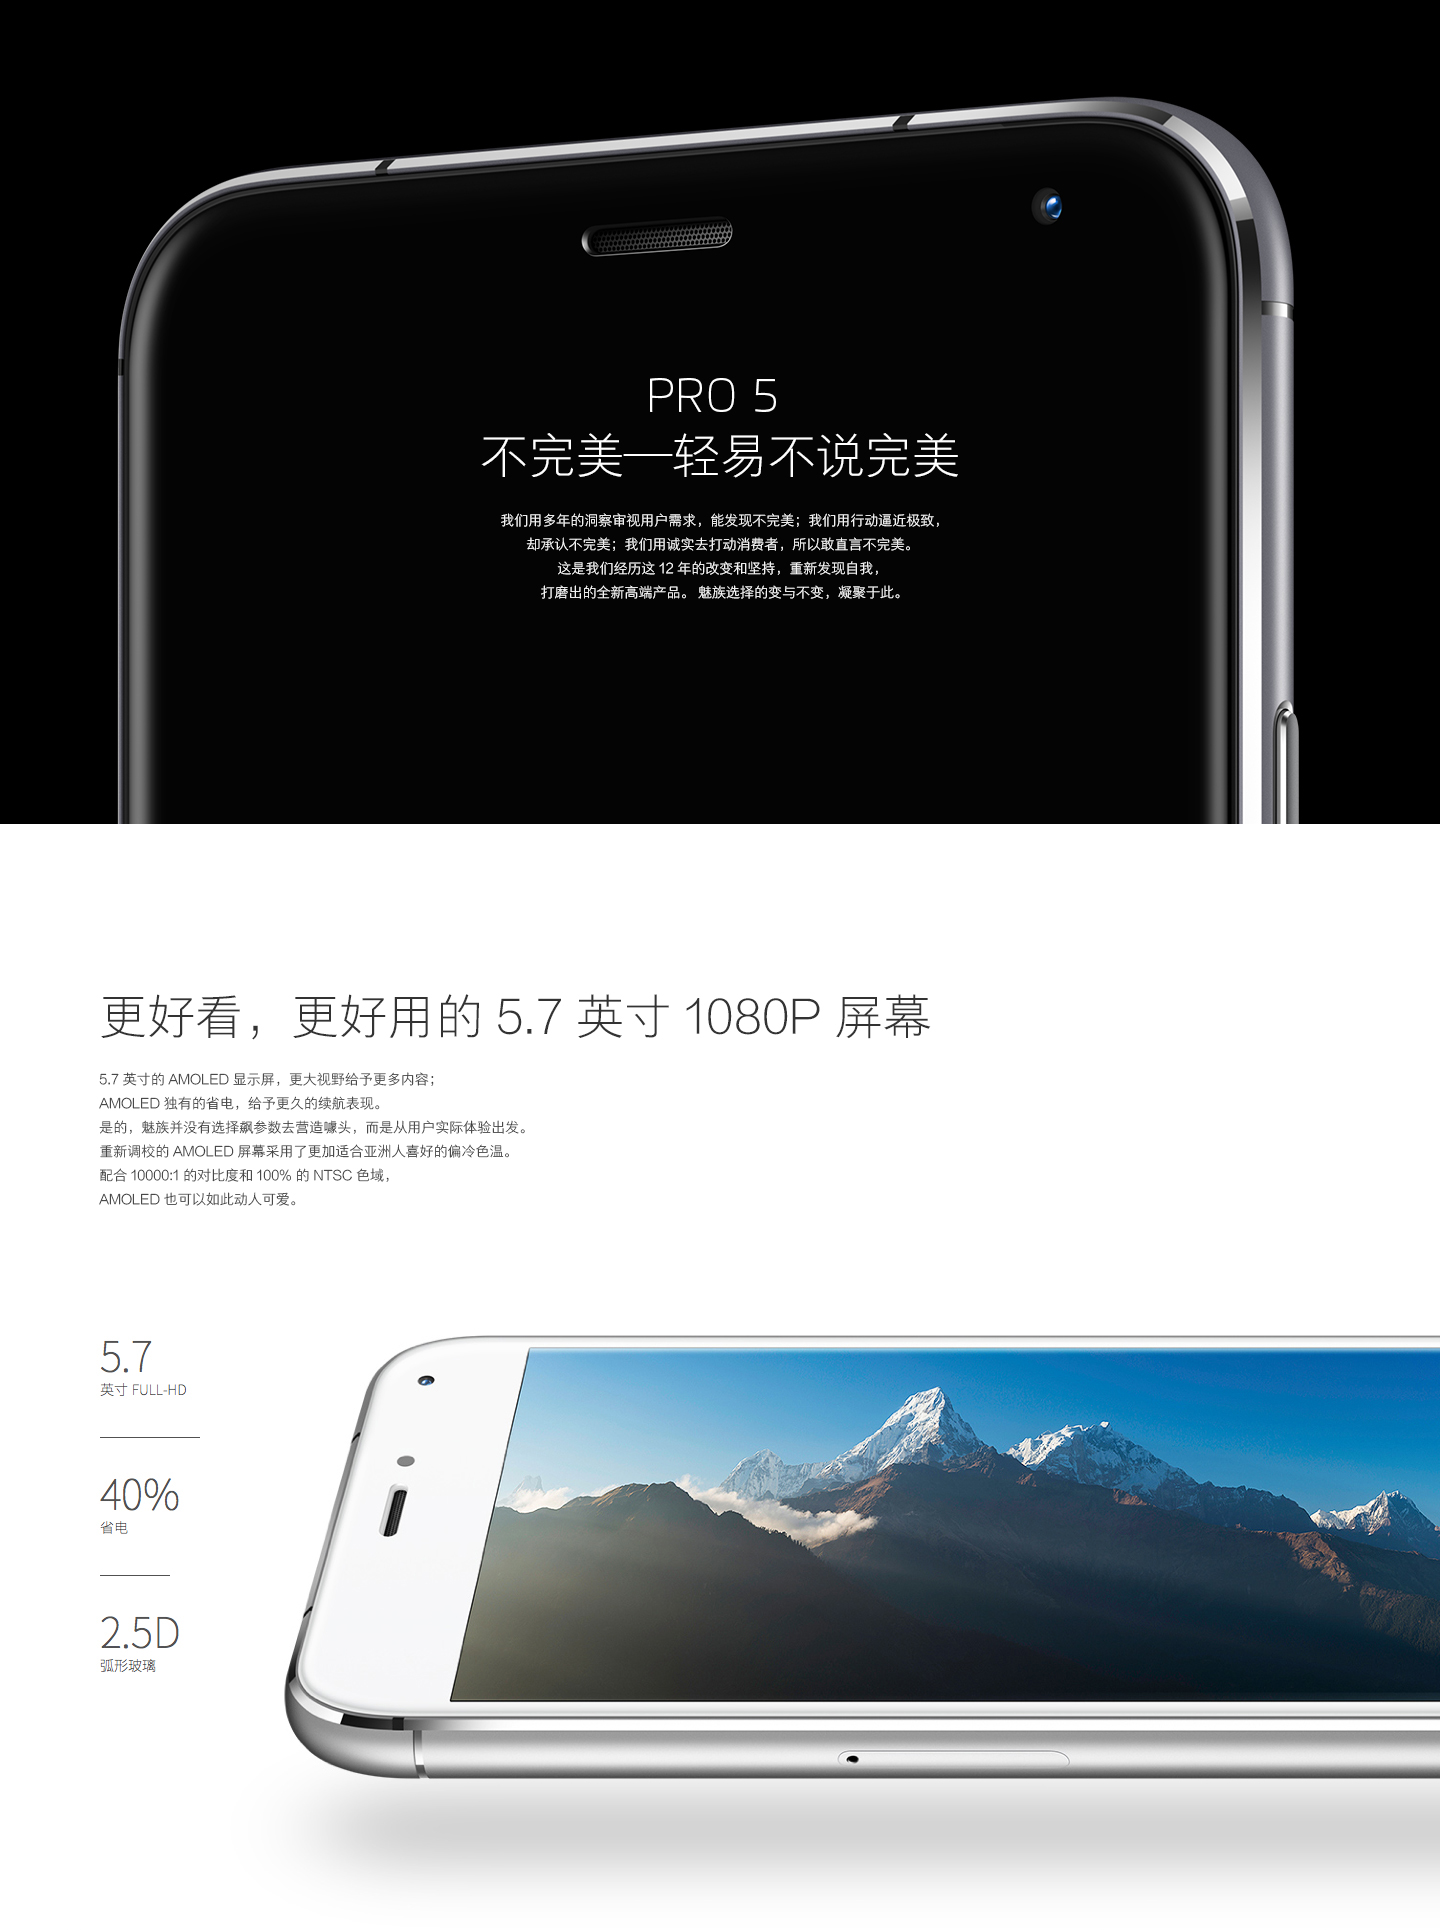 PRO 5
不完美—轻易不说完美
我们用多年的洞察审视用户需求，能发现不完美；我们用行动逼近极致，
却承认不完美；我们用诚实去打动消费者，所以敢直言不完美。
这是我们经历这 12 年的改变和坚持，重新发现自我，
打磨出的全新高端产品。 魅族选择的变与不变，凝聚于此。
更好看，更好用的 5.7 英寸 1080P 屏幕
5.7 英寸的 AMOLED 显示屏，更大视野给予更多内容；
AMOLED 独有的省电，给予更久的续航表现。
是的，魅族并没有选择飙参数去营造噱头，而是从用户实际体验出发。
重新调校的 AMOLED 屏幕采用了更加适合亚洲人喜好的偏冷色温。
配合 10000:1 的对比度和 100% 的 NTSC 色域，
AMOLED 也可以如此动人可爱。
5.7
英寸 FULL-HD
40%
省电
2.5D
弧形玻璃